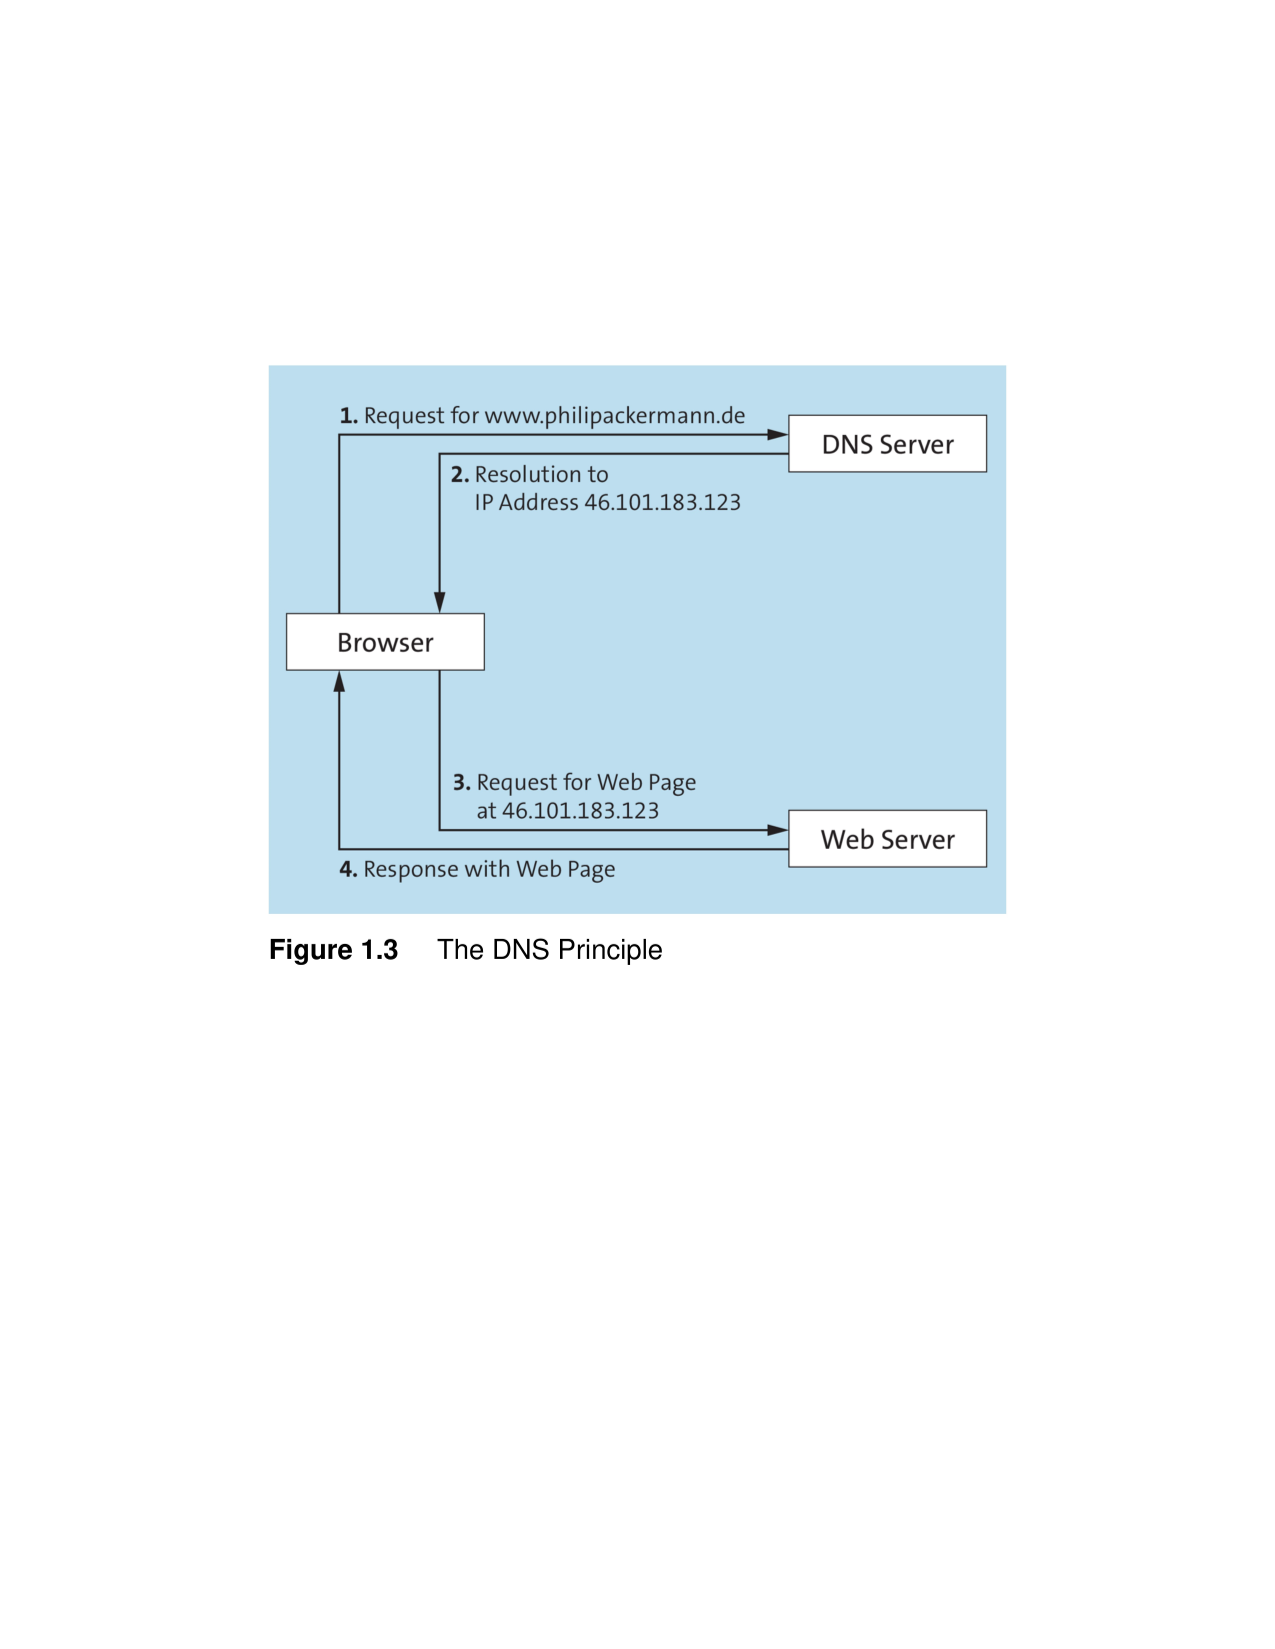 1. Request for www.philipackermann.de
DNS Server
2. Resolution to
IP Address 46.101.183.123
Browser
3. Request for Web Page
at 46.101.183.123
Web Server
4. Response with Web Page
Figure 1.3 The DNS Principle